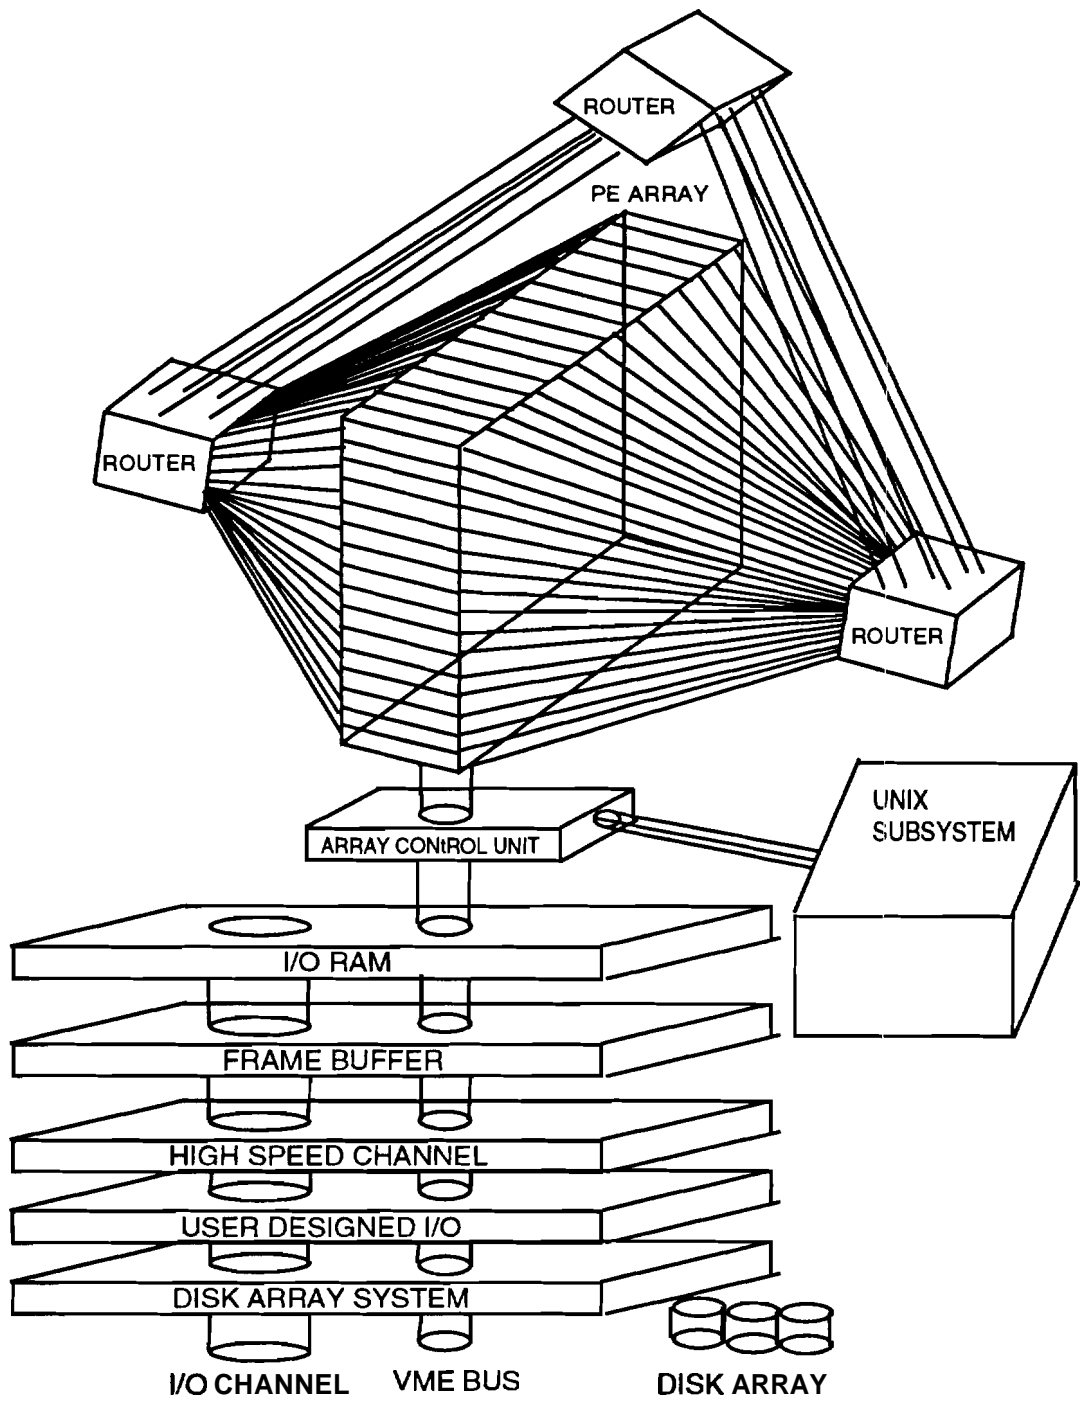 ROUTER
PE ARRAY
ROUTER
ROUTER
UNIX
SUBSYSTEM
ARRAY CONtROL UNIT
I/O RAM
FRAME BUFFER
HIGH SPEED CHANNEL
USER DESIGNED I/O
DISK ARRAY SYSTEM
I/O CHANNEL
VME BUS
DISK ARRAY